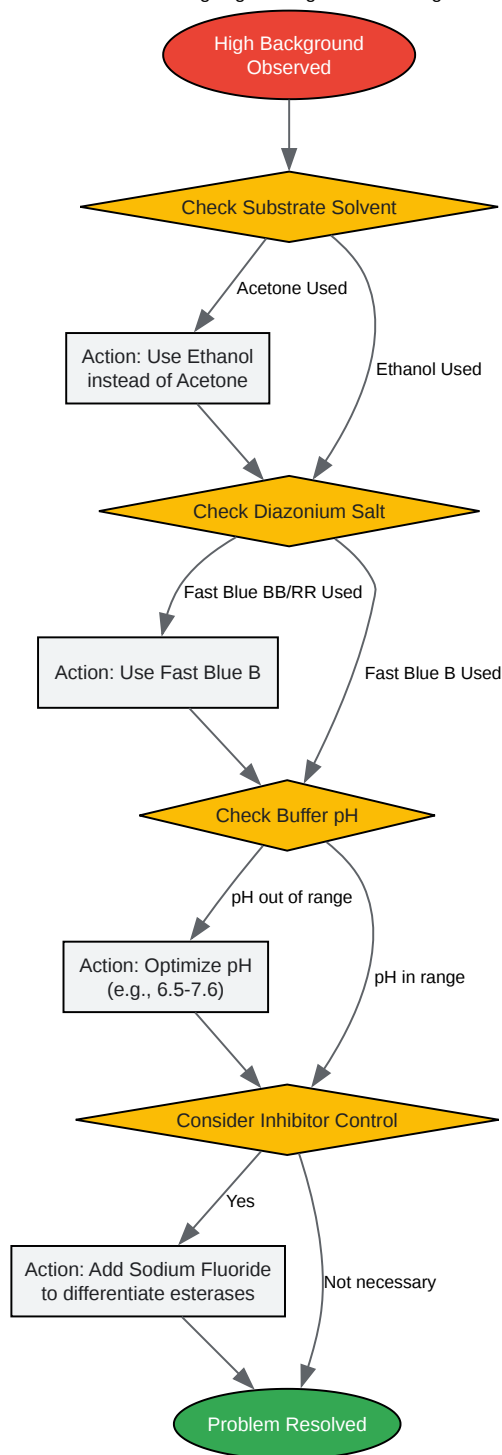 High Background
Observed
Check Substrate Solvent
Acetone Used
Action: Use Ethanol
instead of Acetone
Ethanol Used
Check Diazonium Salt
Fast Blue BB/RR Used
Action: Use Fast Blue B
Fast Blue B Used
Check Buffer pH
pH out of range
Action: Optimize pH
(e.g., 6.5-7.6)
pH in range
Consider Inhibitor Control
Yes
Action: Add Sodium Fluoride
to differentiate esterases
Not necessary
Problem Resolved